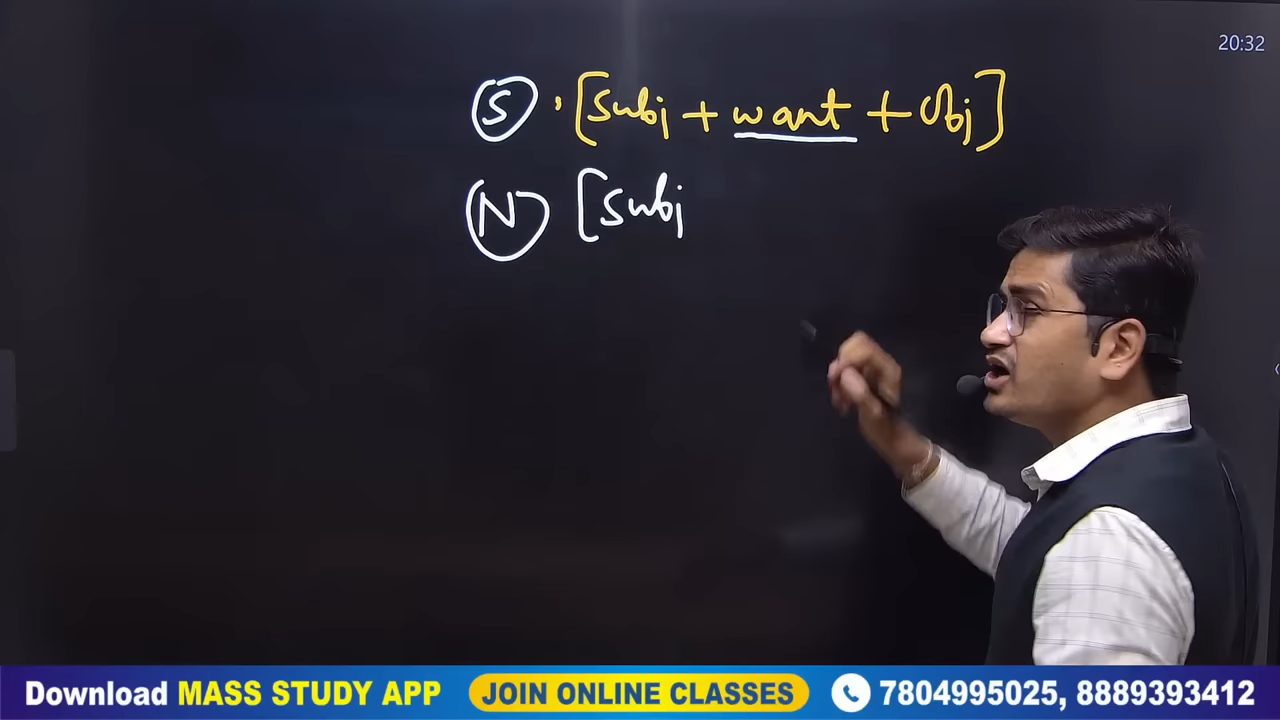 20:32
(S) · [Subj + want + Obj]
(N) [Subj
Download MASS STUDY APP JOIN ONLINE CLASSES 7804995025, 8889393412